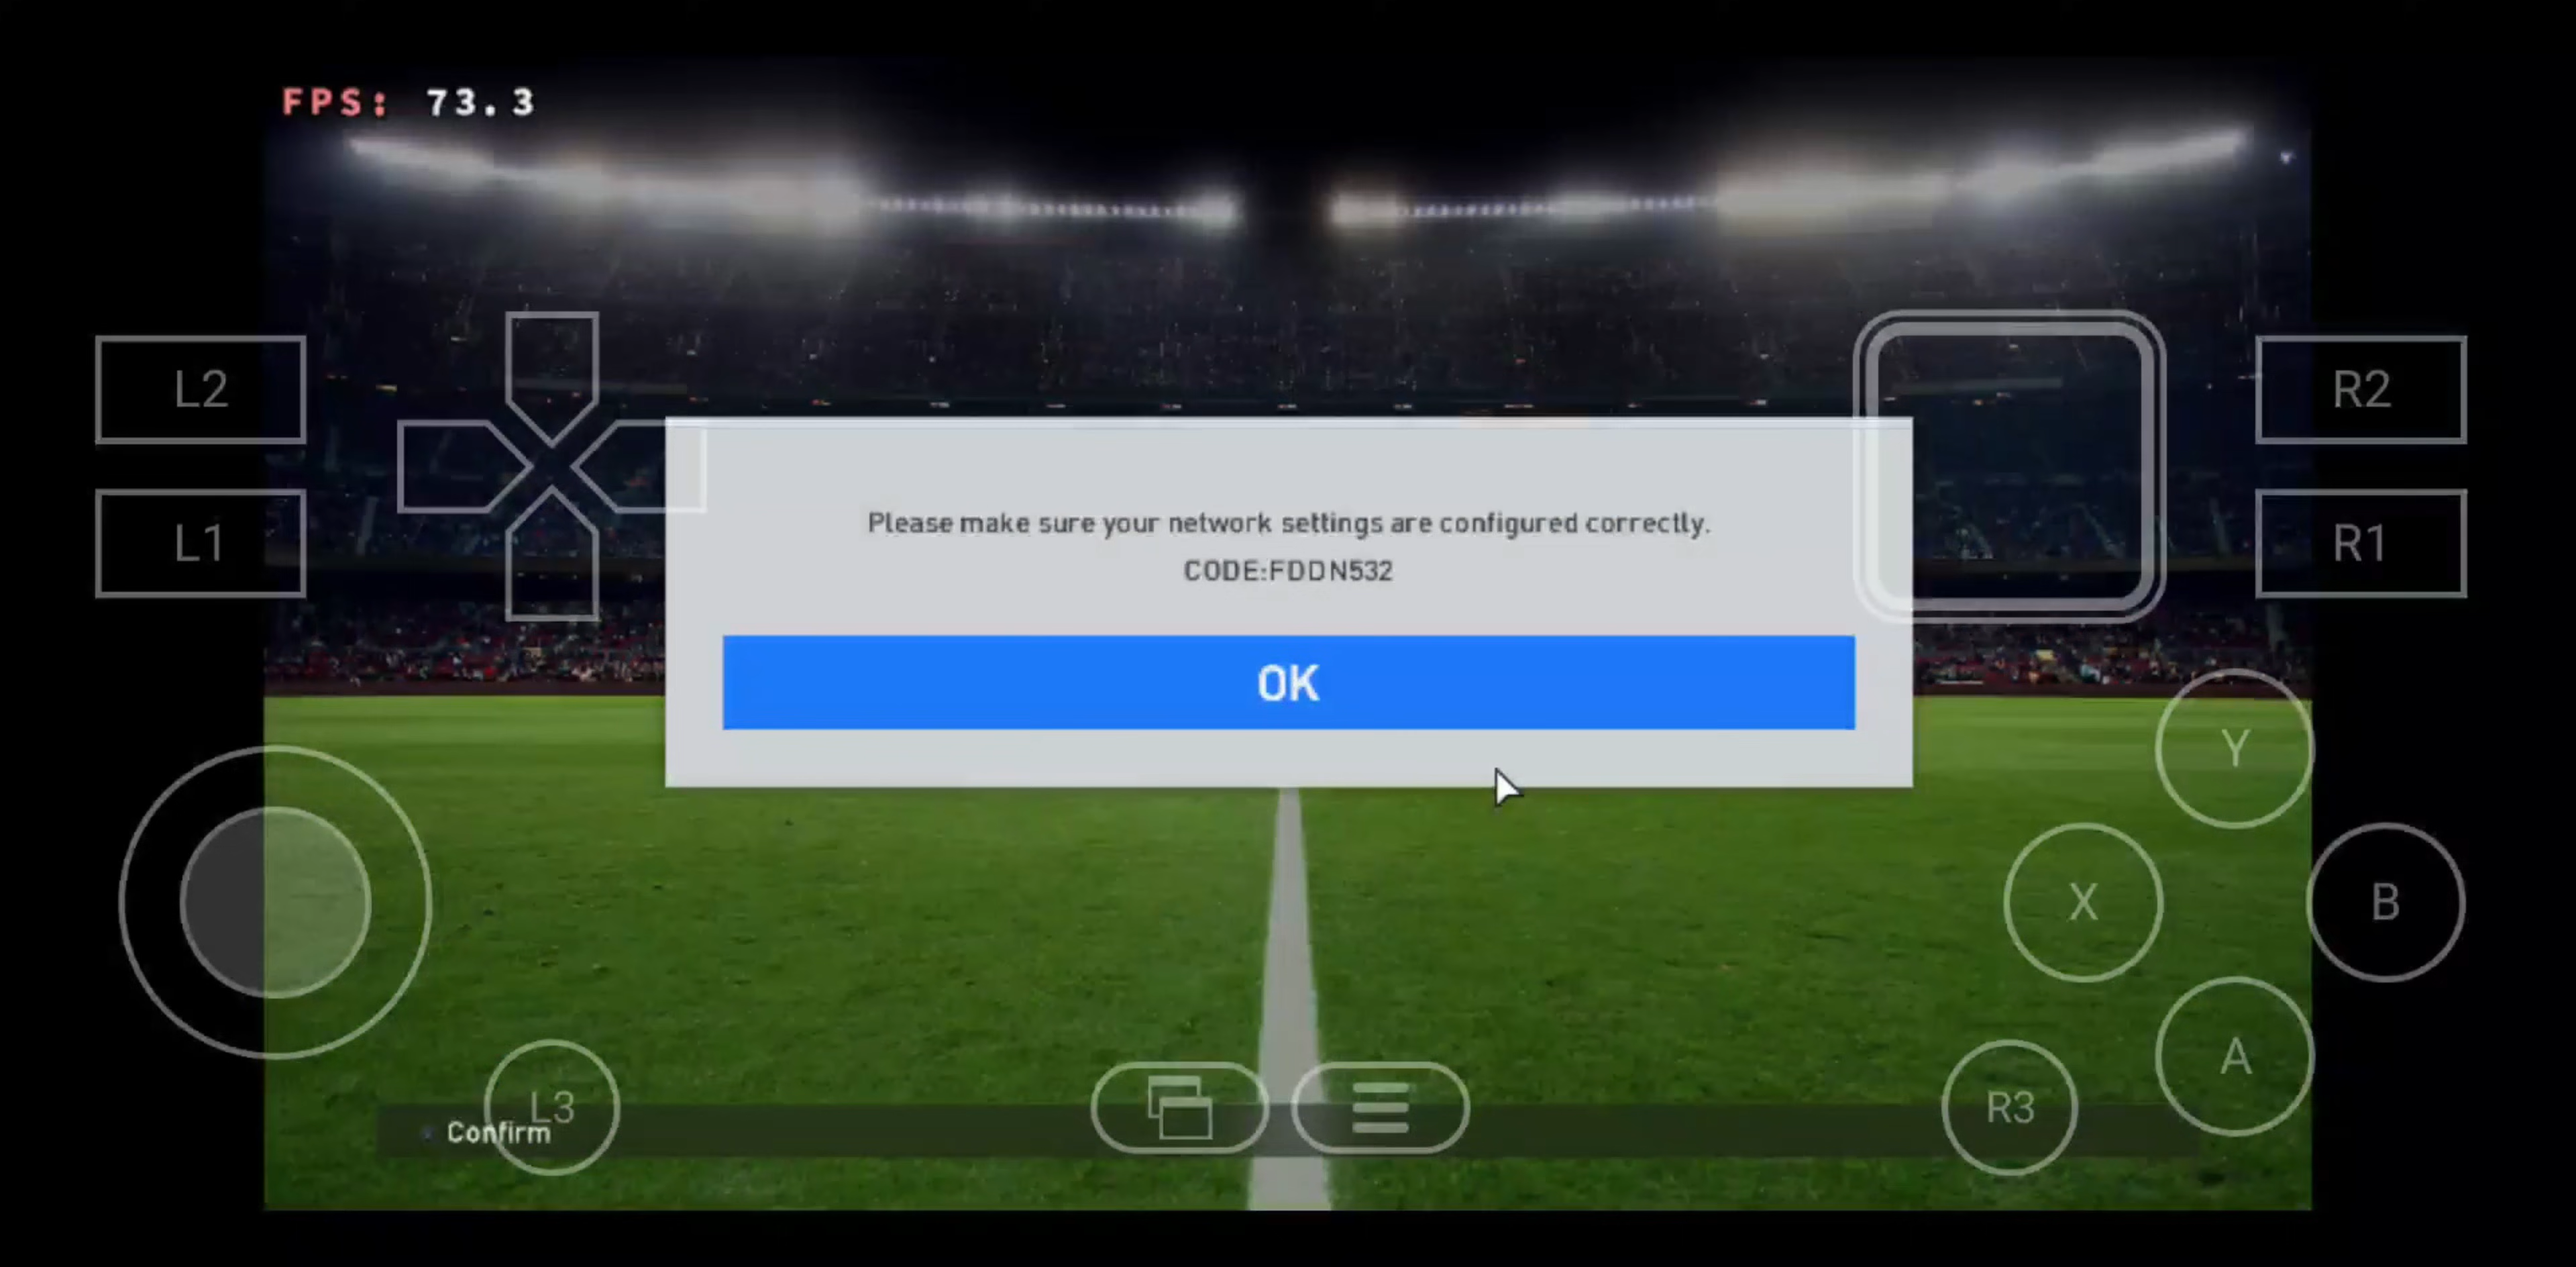 FPS: 73.3
L2
R2
L1
R1
Please make sure your network settings are configured correctly.
CODE:FDDN532
OK
Y
X
B
A
L3
R3
Confirm